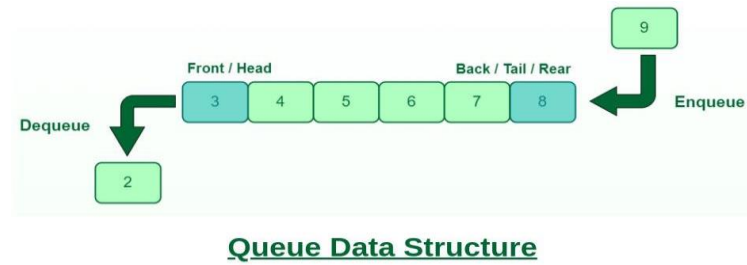 9
Front / Head
Back / Tail / Rear
3 4 5 6 7 8
Enqueue
Dequeue
2
Queue Data Structure